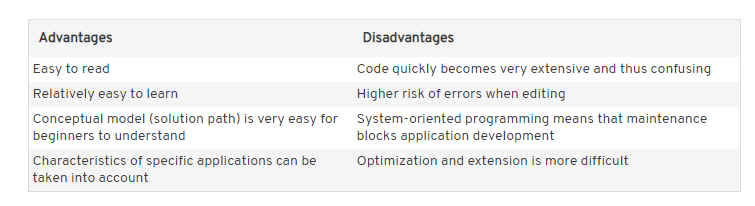 Advantages
Disadvantages
Easy to read
Code quickly becomes very extensive and thus confusing
Relatively easy to learn
Higher risk of errors when editing
Conceptual model (solution path) is very easy for
beginners to understand
System-oriented programming means that maintenance
blocks application development
Characteristics of specific applications can be
taken into account
Optimization and extension is more difficult